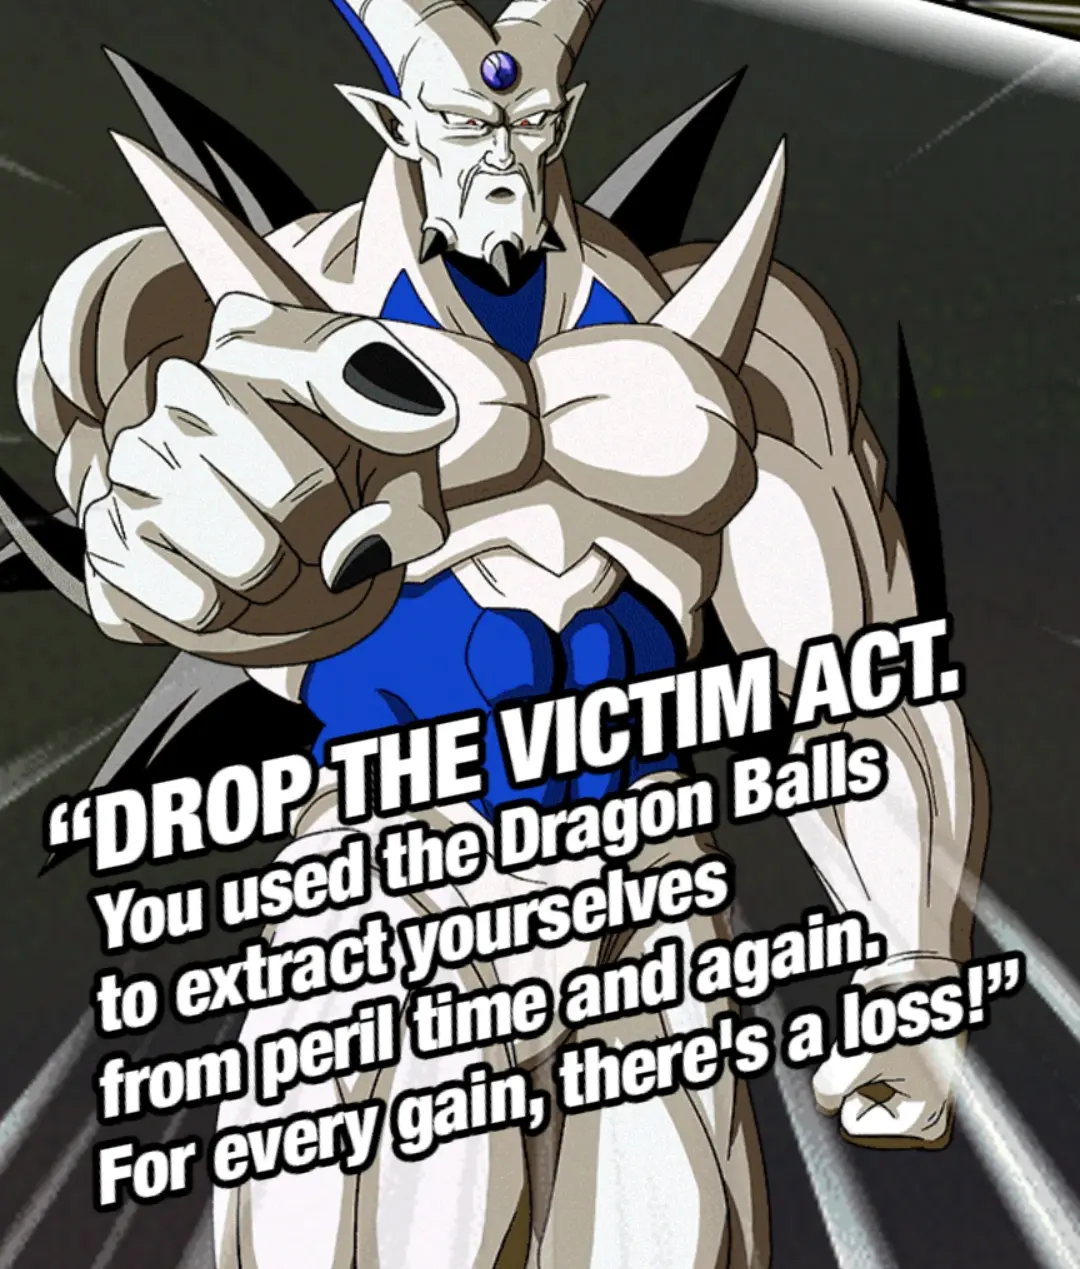 “DROP THE VICTIM ACT.
You used the Dragon Balls
to extract yourselves
from peril time and again.
For every gain, there's a loss!”